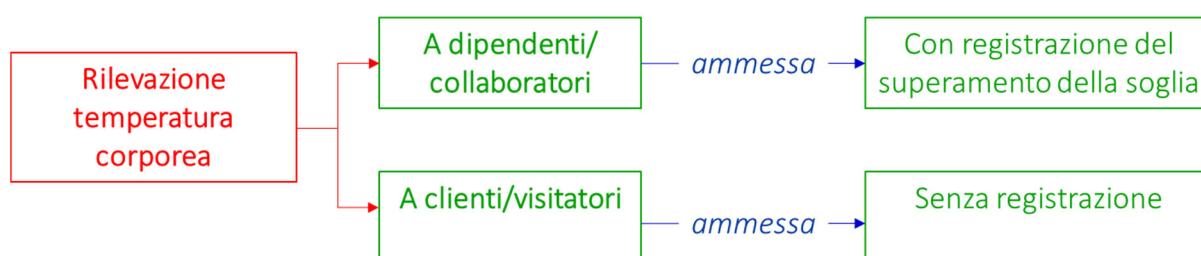 Rilevazione
temperatura
corporea
A dipendenti/
collaboratori
ammessa
Con registrazione del
superamento della soglia
A clienti/visitatori
ammessa
Senza registrazione